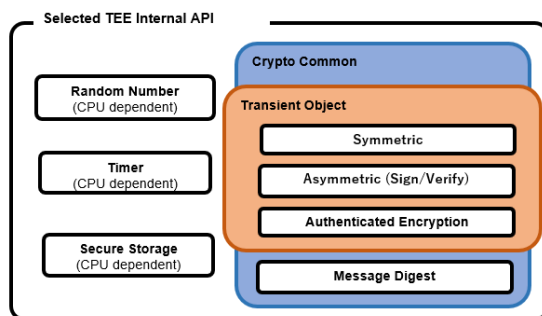 Selected TEE Internal API
Random Number
(CPU dependent)
Timer
(CPU dependent)
Secure Storage
(CPU dependent)
Crypto Common
Transient Object
Symmetric
Asymmetric (Sign/Verify)
Authenticated Encryption
Message Digest